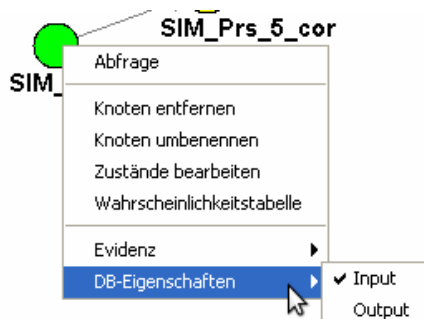 SIM_Prs_5_cor
SIM_
Abfrage
Knoten entfernen
Knoten umbenennen
Zustände bearbeiten
Wahrscheinlichkeitstabelle
Evidenz
DB-Eigenschaften
Input
Output